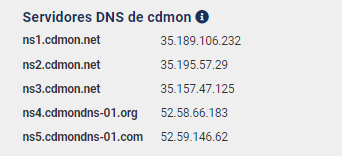 Servidores DNS de cdmon
ns1.cdmon.net 35.189.106.232
ns2.cdmon.net 35.195.57.29
ns3.cdmon.net 35.157.47.125
ns4.cdmondns-01.org 52.58.66.183
ns5.cdmondns-01.com 52.59.146.62